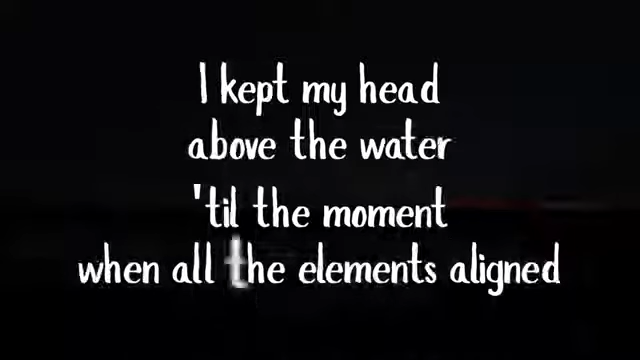 I kept my head
above the water
'til the moment
when all the elements aligned